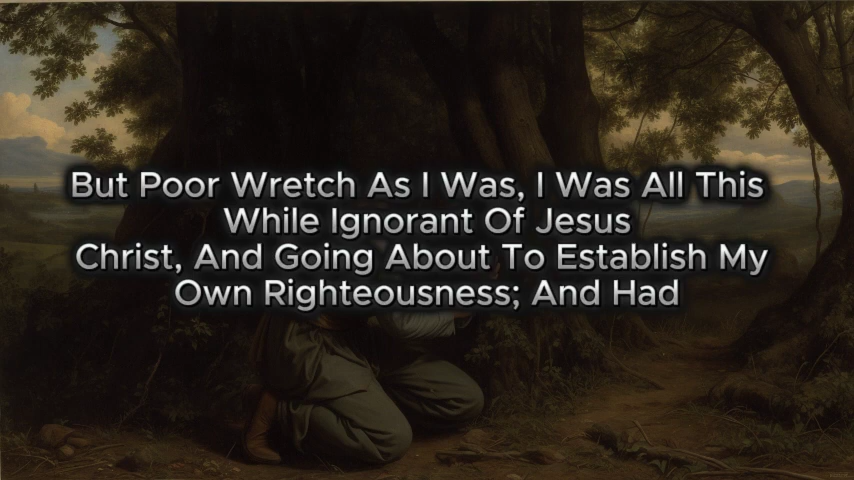 But Poor Wretch As I Was, I Was All This
While Ignorant Of Jesus
Christ, And Going About To Establish My
Own Righteousness; And Had